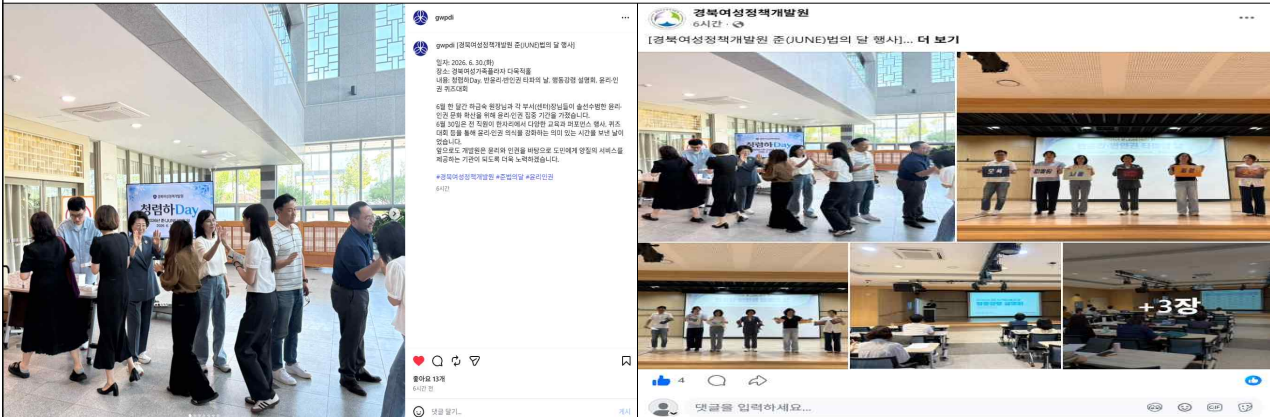 gwpdi
gwpdi [경북여성정책개발원 준(JUNE)법의 달 행사]
일자: 2026. 6. 30.(화)
장소: 경북여성가족플라자 다목적홀
내용: 청렴하Day, 반윤리·반인권 타파의 날, 행동강령 설명회, 윤리·인
권 퀴즈대회
6월 한 달간 하금숙 원장님과 각 부서(센터)장님들이 솔선수범한 윤리·
인권 문화 확산을 위해 윤리·인권 집중 기간을 가졌습니다.
6월 30일은 전 직원이 한자리에서 다양한 교육과 퍼포먼스 행사, 퀴즈
대회 등을 통해 윤리·인권 의식을 강화하는 의미 있는 시간을 보낸 날이
었습니다.
앞으로도 개발원은 윤리와 인권을 바탕으로 도민에게 양질의 서비스를
제공하는 기관이 되도록 더욱 노력하겠습니다.
#경북여성정책개발원 #준법의달 #윤리인권
6시간
좋아요 13개
6시간 전
댓글 달기...
게시
청렴하Day
경북여성정책개발원
6시간
[경북여성정책개발원 준(JUNE)법의 달 행사]... 더 보기
청렴하Day
+3장
4
댓글을 입력하세요...
GIF